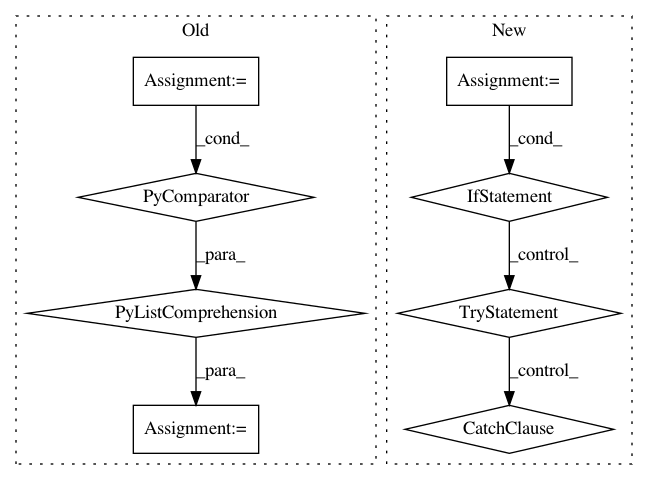 Old
New
Assignment:=
Assignment:=
_cond_
_cond_
PyComparator
IfStatement
_para_
_control_
PyListComprehension
TryStatement
_para_
_control_
Assignment:=
CatchClause